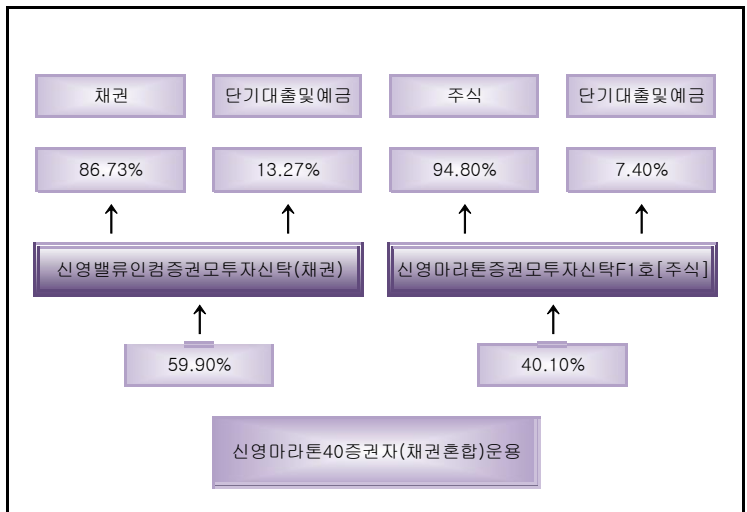 채권
단기대출및예금
주식
단기대출및예금
86.73%
13.27%
94.80%
7.40%
신영밸류인컴증권모투자신탁(채권)
신영마라톤증권모투자신탁F1호[주식]
59.90%
40.10%
신영마라톤40증권자(채권혼합)운용